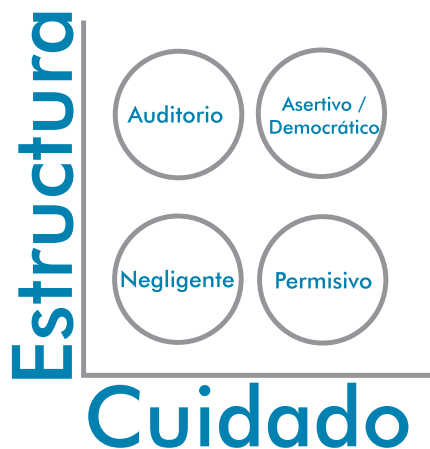 Estructura
Auditorio
Asertivo /
Democrático
Negligente
Permisivo
Cuidado